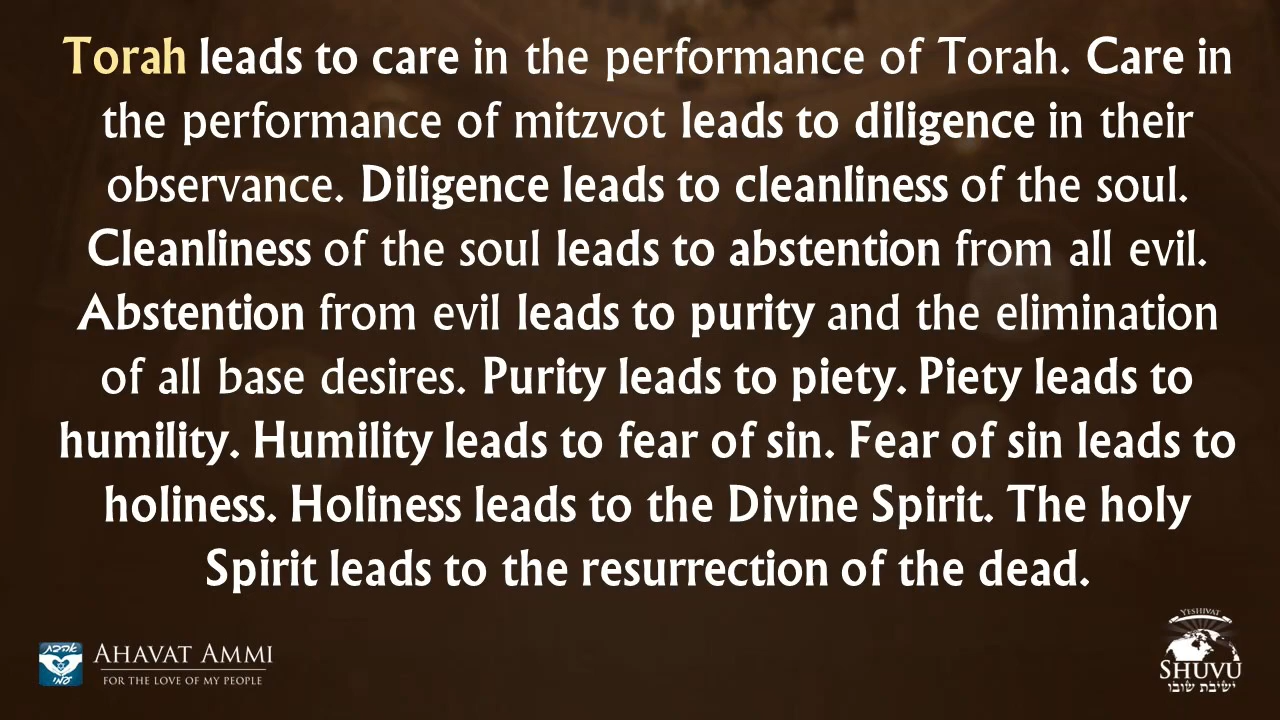 Torah leads to care in the performance of Torah. Care in
the performance of mitzvot leads to diligence in their
observance. Diligence leads to cleanliness of the soul.
Cleanliness of the soul leads to abstention from all evil.
Abstention from evil leads to purity and the elimination
of all base desires. Purity leads to piety. Piety leads to
humility. Humility leads to fear of sin. Fear of sin leads to
holiness. Holiness leads to the Divine Spirit. The holy
Spirit leads to the resurrection of the dead.
אהבת
עמי
AHAVAT AMMI
FOR THE LOVE OF MY PEOPLE
YESHIVAT
SHUVU
ישיבת שובו